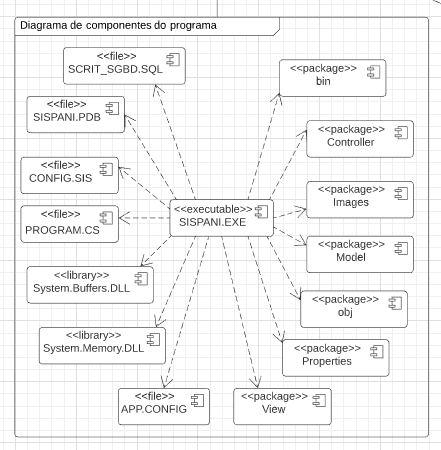 Diagrama de componentes do programa
<<file>>
SCRIT_SGBD.SQL
<<package>>
bin
<<file>>
SISPANI.PDB
<<package>>
Controller
<<file>>
CONFIG.SIS
<<package>>
Images
<<file>>
PROGRAM.CS
<<executable>>
SISPANI.EXE
<<package>>
Model
<<library>>
System.Buffers.DLL
<<package>>
obj
<<library>>
System.Memory.DLL
<<package>>
Properties
<<file>>
APP.CONFIG
<<package>>
View